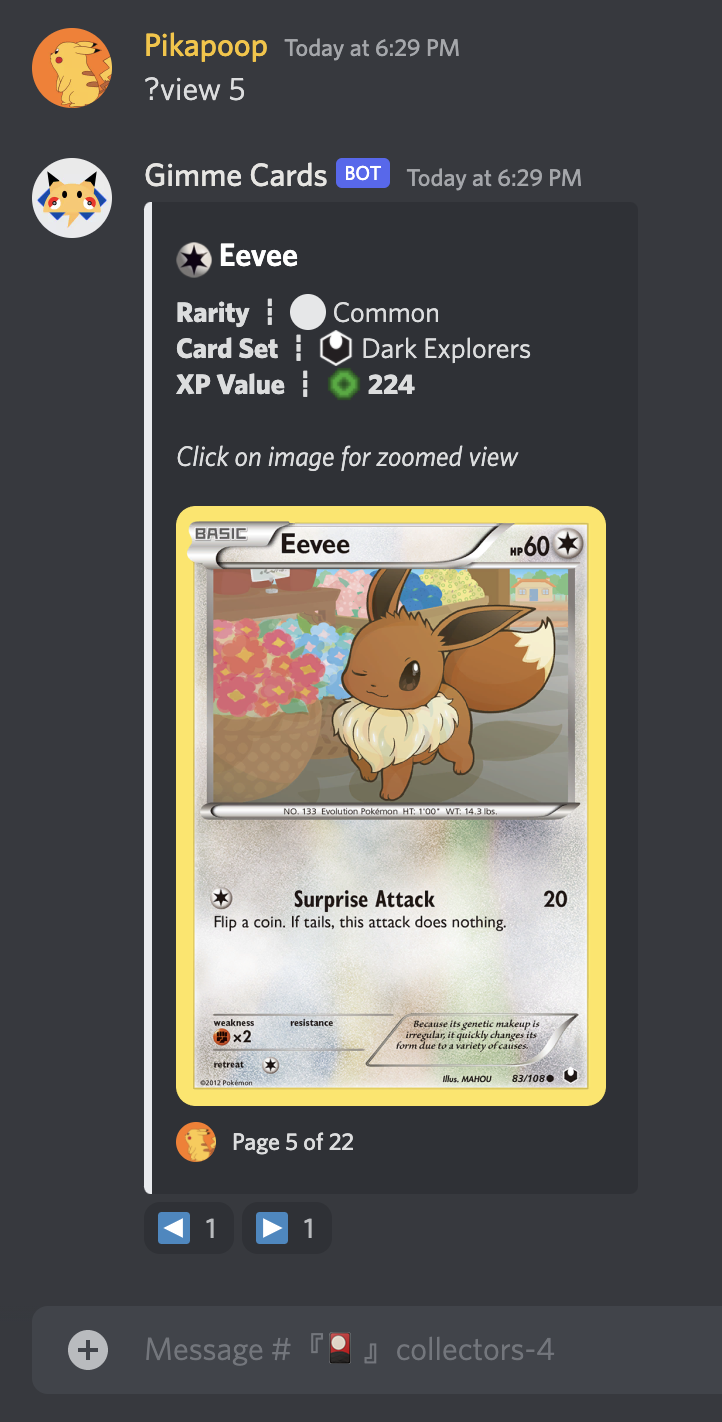 Pikapoop Today at 6:29 PM
?view 5
Gimme Cards BOT Today at 6:29 PM
Eevee
Rarity ┋ Common
Card Set ┋ Dark Explorers
XP Value ┋ 224
Click on image for zoomed view
BASIC Eevee HP60
NO. 133 Evolution Pokémon HT: 1'00" WT: 14.3 lbs.
Surprise Attack 20
Flip a coin. If tails, this attack does nothing.
weakness resistance
×2
Because its genetic makeup is
irregular, it quickly changes its
form due to a variety of causes.
retreat
©2012 Pokémon Illus. MAHOU 83/108
Page 5 of 22
1 1
Message # 『🎴』 collectors-4